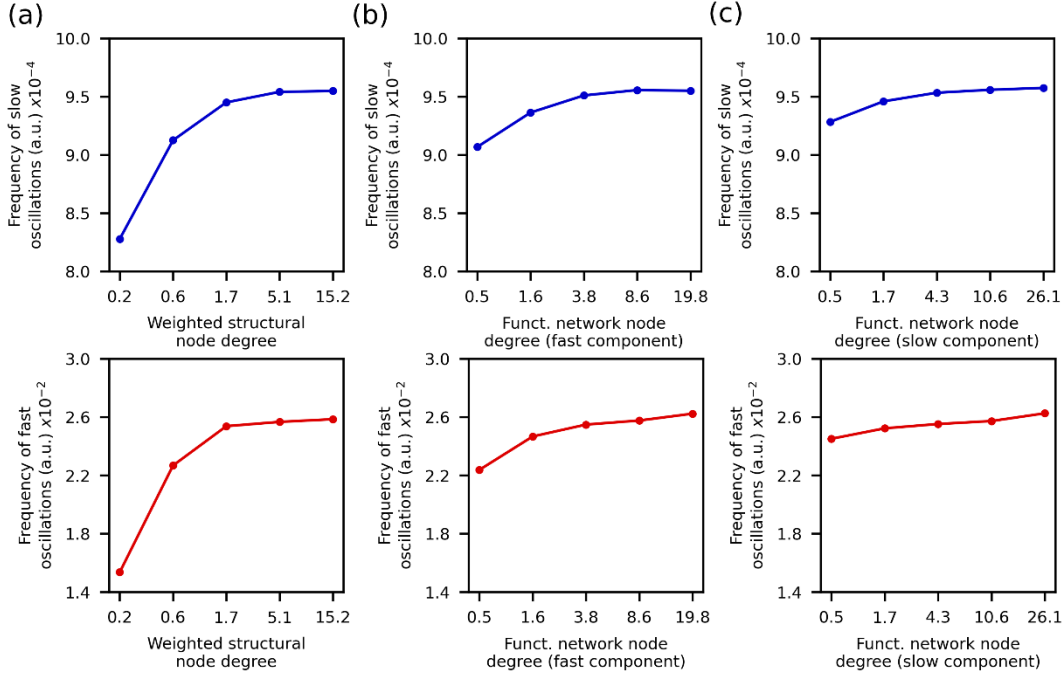 (a)
Frequency of slow
oscillations (a.u.) x10⁻⁴
10.0
9.5
9.0
8.5
8.0
0.2 0.6 1.7 5.1 15.2
Weighted structural
node degree
(b)
Frequency of slow
oscillations (a.u.) x10⁻⁴
10.0
9.5
9.0
8.5
8.0
0.5 1.6 3.8 8.6 19.8
Funct. network node
degree (fast component)
(c)
Frequency of slow
oscillations (a.u.) x10⁻⁴
10.0
9.5
9.0
8.5
8.0
0.5 1.7 4.3 10.6 26.1
Funct. network node
degree (slow component)
Frequency of fast
oscillations (a.u.) x10⁻²
3.0
2.6
2.2
1.8
1.4
0.2 0.6 1.7 5.1 15.2
Weighted structural
node degree
Frequency of fast
oscillations (a.u.) x10⁻²
3.0
2.6
2.2
1.8
1.4
0.5 1.6 3.8 8.6 19.8
Funct. network node
degree (fast component)
Frequency of fast
oscillations (a.u.) x10⁻²
3.0
2.6
2.2
1.8
1.4
0.5 1.7 4.3 10.6 26.1
Funct. network node
degree (slow component)